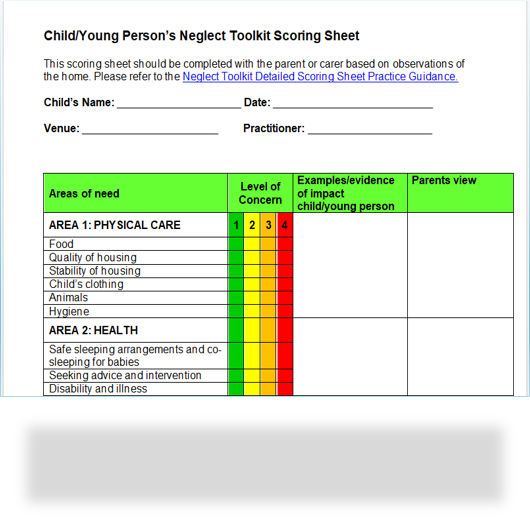 Child/Young Person's Neglect Toolkit Scoring Sheet
This scoring sheet should be completed with the parent or carer based on observations of
the home. Please refer to the Neglect Toolkit Detailed Scoring Sheet Practice Guidance.
Child's Name: ____________________ Date: __________________________
Venue: ______________________ Practitioner: ____________________
Areas of need
Level of
Concern
Examples/evidence
of impact
child/young person
Parents view
AREA 1: PHYSICAL CARE 1 2 3 4
Food
Quality of housing
Stability of housing
Child's clothing
Animals
Hygiene
AREA 2: HEALTH
Safe sleeping arrangements and co-
sleeping for babies
Seeking advice and intervention
Disability and illness